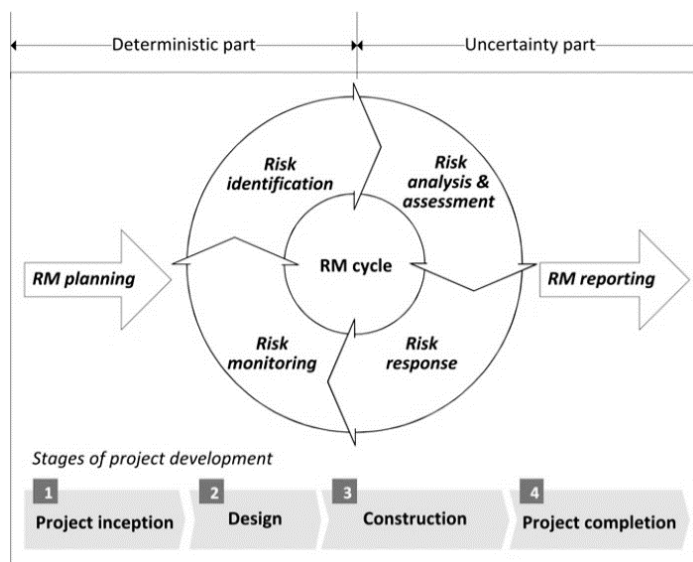 Deterministic part
Uncertainty part
Risk
identification
Risk
analysis &
assessment
RM planning
RM cycle
RM reporting
Risk
monitoring
Risk
response
Stages of project development
1
Project inception
2
Design
3
Construction
4
Project completion